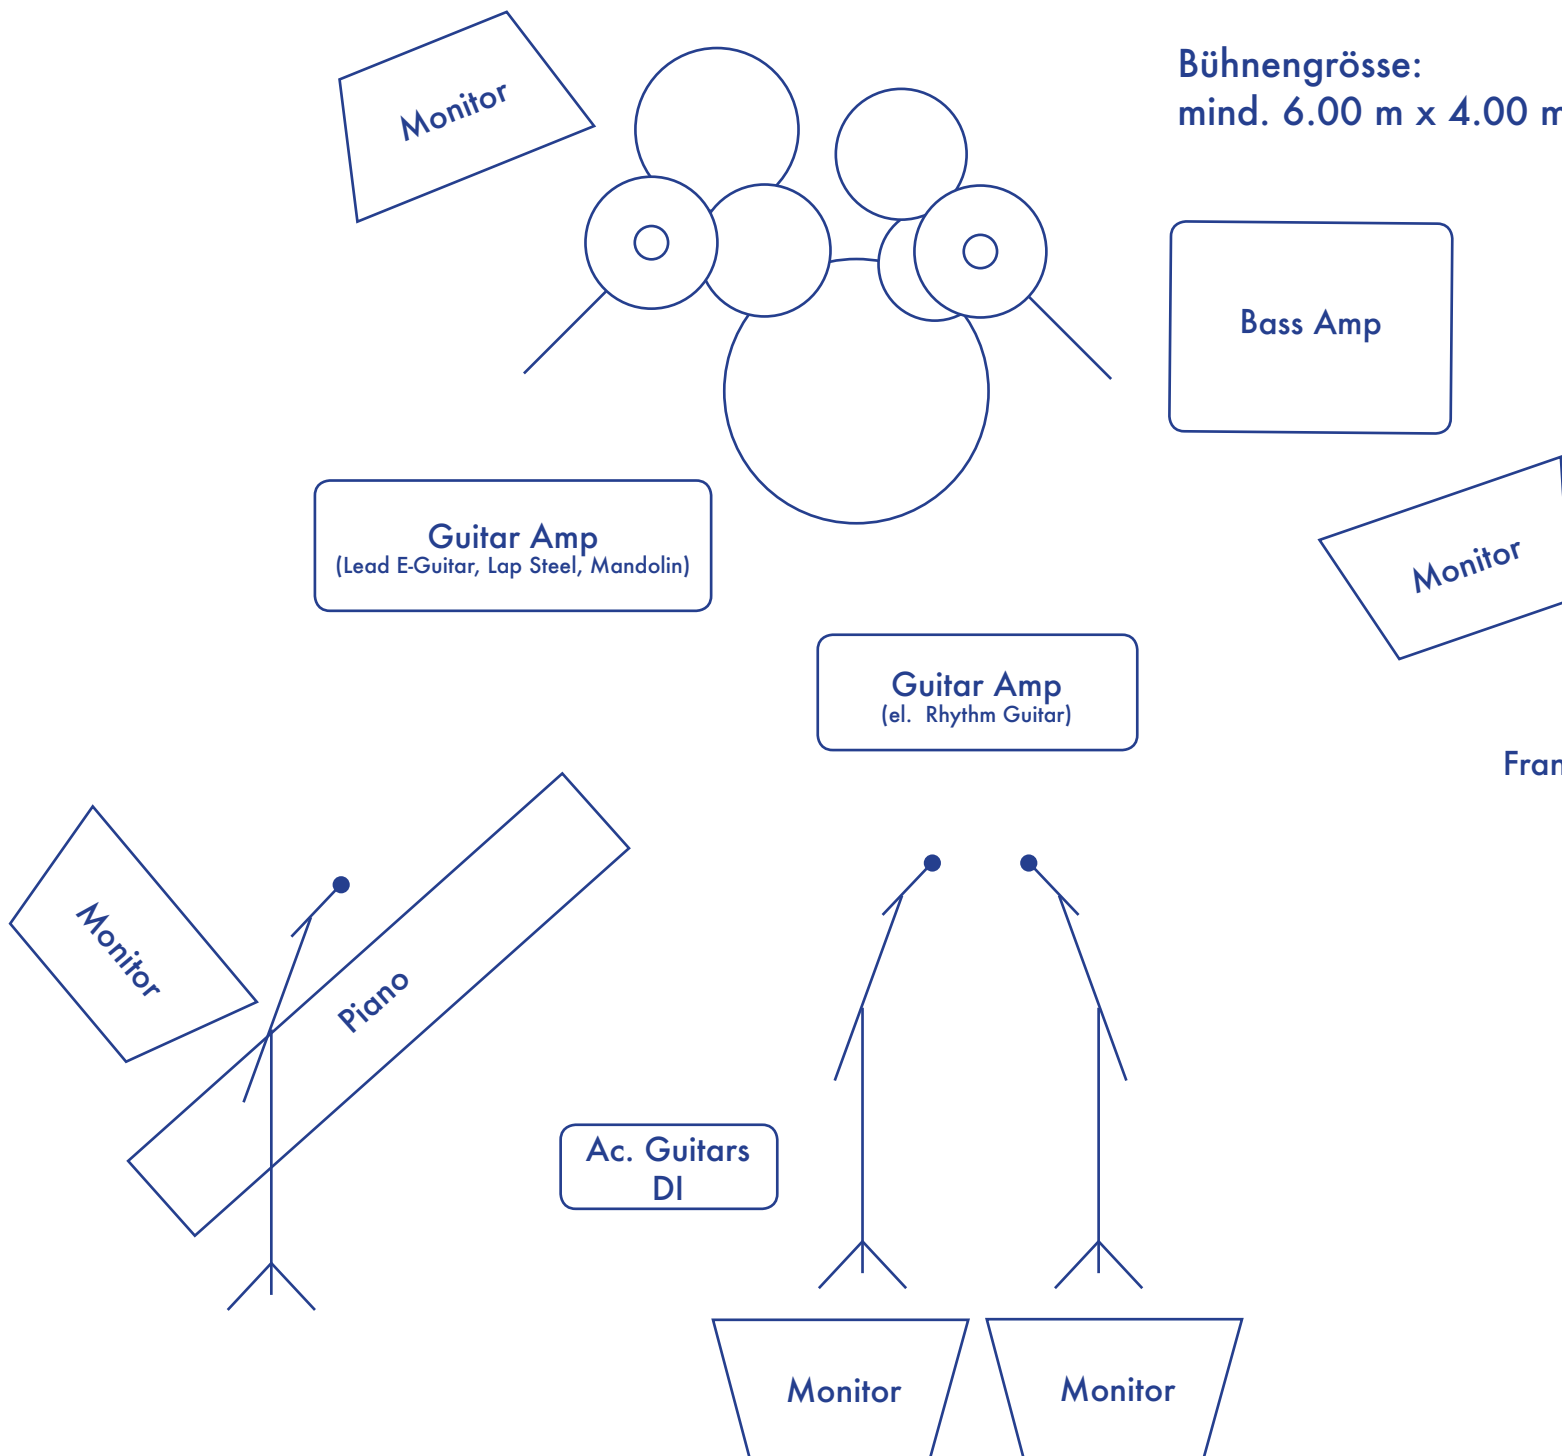 Monitor
Bühnengrösse:
mind. 6.00 m x 4.00 m
Bass Amp
Guitar Amp
(Lead E-Guitar, Lap Steel, Mandolin)
Monitor
Guitar Amp
(el. Rhythm Guitar)
Fran
Monitor
Piano
Ac. Guitars
DI
Monitor
Monitor